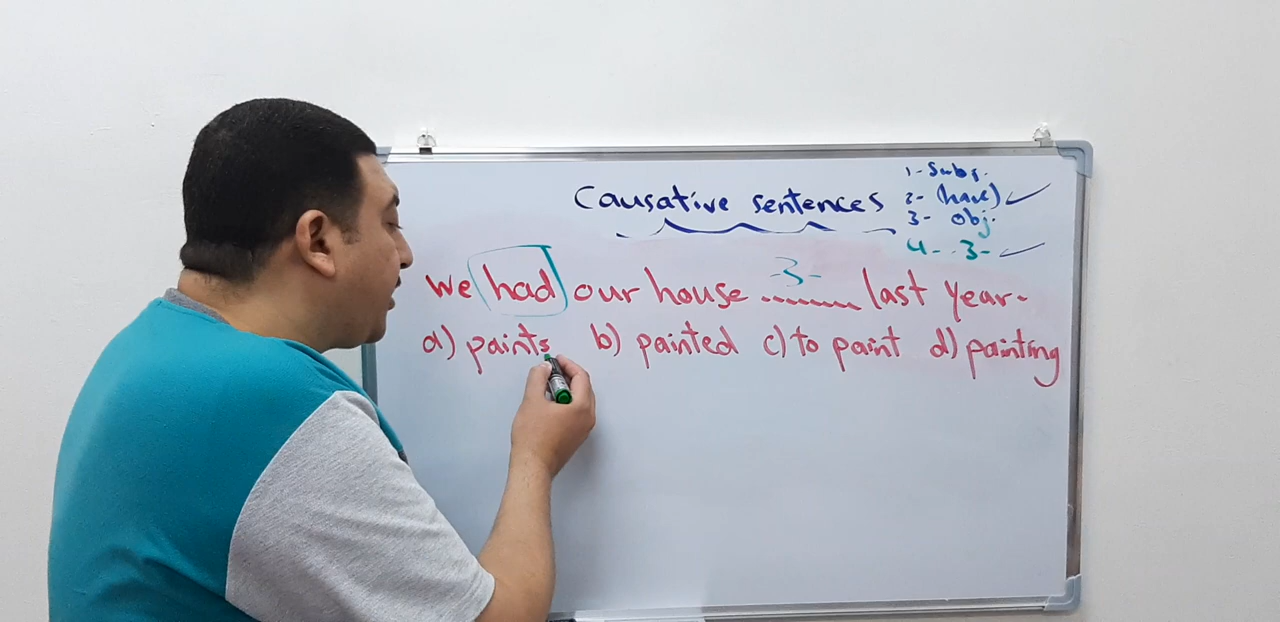 Causative sentences
1- Subj.
2- (have) ✓
3- obj.
4- -3- ✓
-3-
We had our house ........... last year.
a) paints b) painted c) to paint d) painting